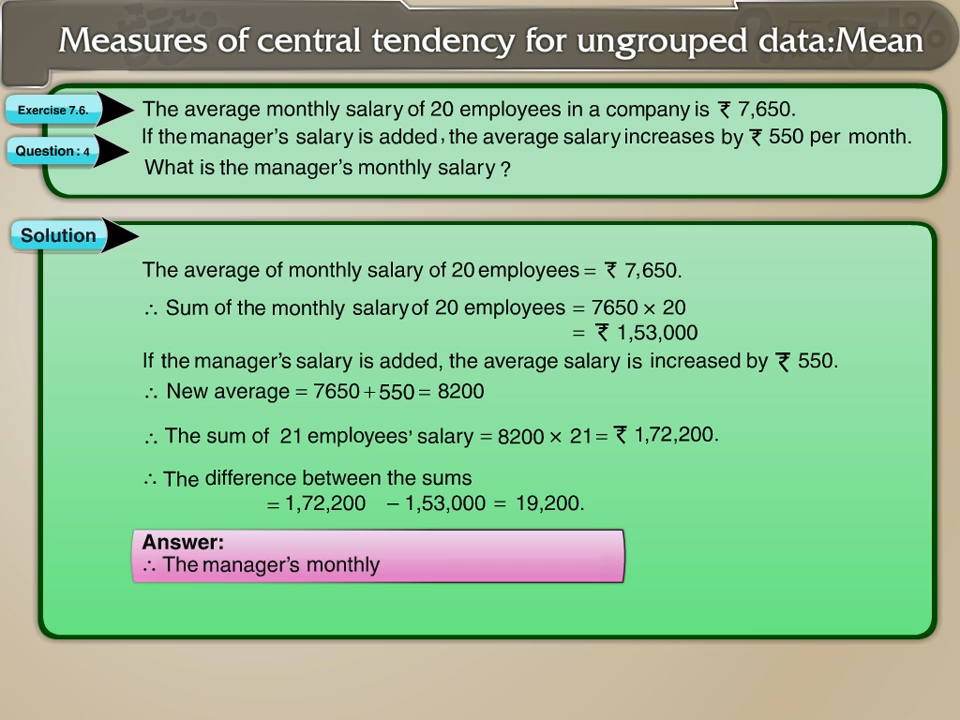 Measures of central tendency for ungrouped data:Mean
Exercise 7.6.
The average monthly salary of 20 employees in a company is ₹ 7,650.
If the manager's salary is added, the average salary increases by ₹ 550 per month.
Question : 4
What is the manager's monthly salary ?
Solution
The average of monthly salary of 20 employees = ₹ 7,650.
∴ Sum of the monthly salary of 20 employees = 7650 × 20
= ₹ 1,53,000
If the manager's salary is added, the average salary is increased by ₹ 550.
∴ New average = 7650 + 550 = 8200
∴ The sum of 21 employees' salary = 8200 × 21 = ₹ 1,72,200.
∴ The difference between the sums
= 1,72,200 – 1,53,000 = 19,200.
Answer:
∴ The manager's monthly